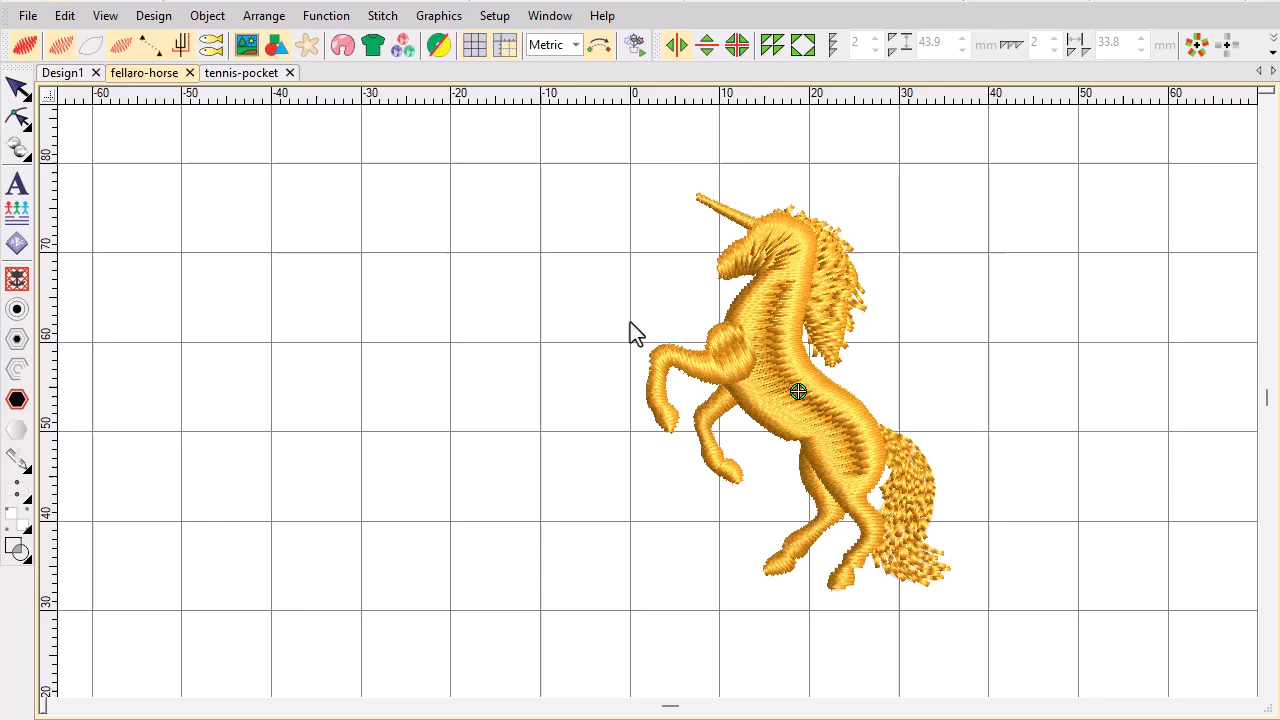 File Edit View Design Object Arrange Function Stitch Graphics Setup Window Help
Metric 2 43.9 mm 2 33.8 mm
Design1 fellaro-horse tennis-pocket
-60 -50 -40 -30 -20 -10 0 10 20 30 40 50 60
80
70
60
50
40
30
20
A
ABC